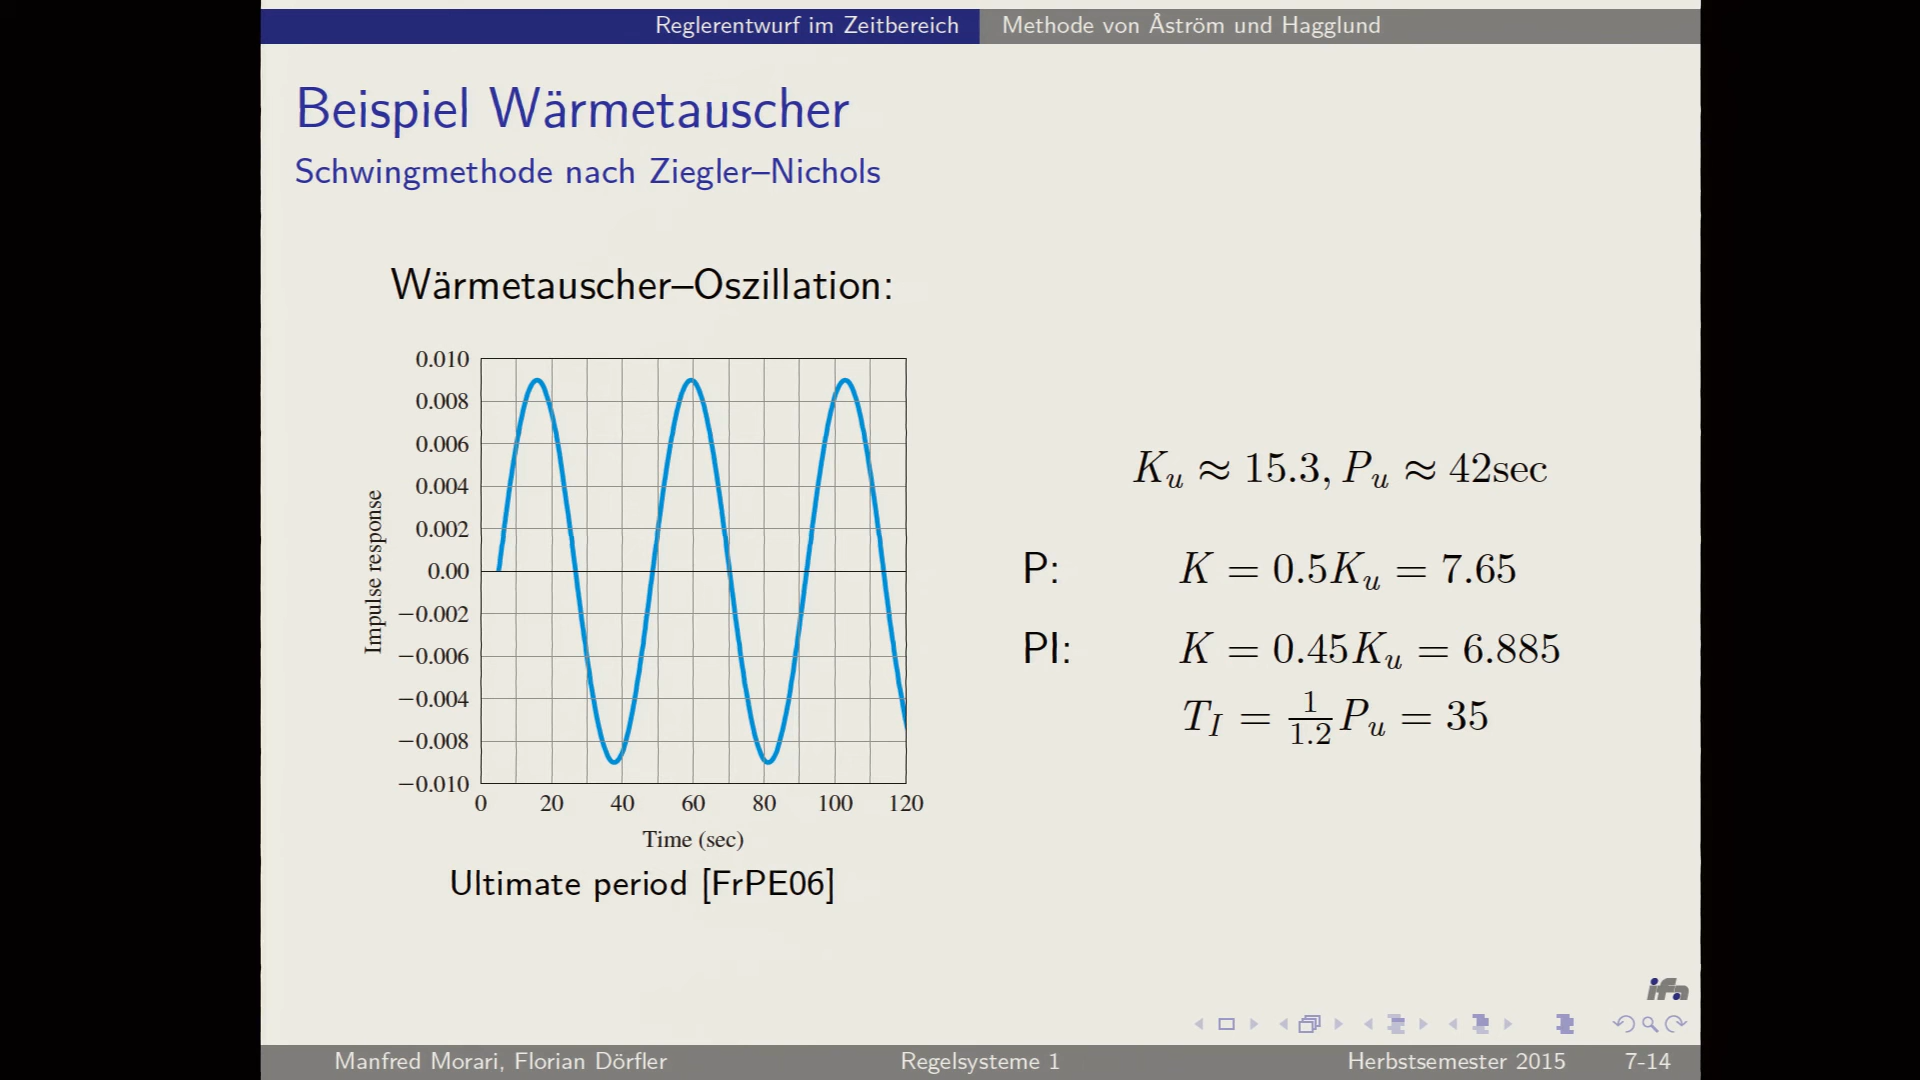 Reglerentwurf im Zeitbereich Methode von Åström und Hagglund
Beispiel Wärmetauscher
Schwingmethode nach Ziegler–Nichols
Wärmetauscher–Oszillation:
Impulse response
0.010
0.008
0.006
0.004
0.002
0.00
−0.002
−0.006
−0.004
−0.008
−0.010
0 20 40 60 80 100 120
Time (sec)
Ultimate period [FrPE06]
K_u ≈ 15.3, P_u ≈ 42sec
P: K = 0.5K_u = 7.65
PI: K = 0.45K_u = 6.885
T_I = 1/1.2 P_u = 35
ifa
Manfred Morari, Florian Dörfler Regelsysteme 1 Herbstsemester 2015 7-14